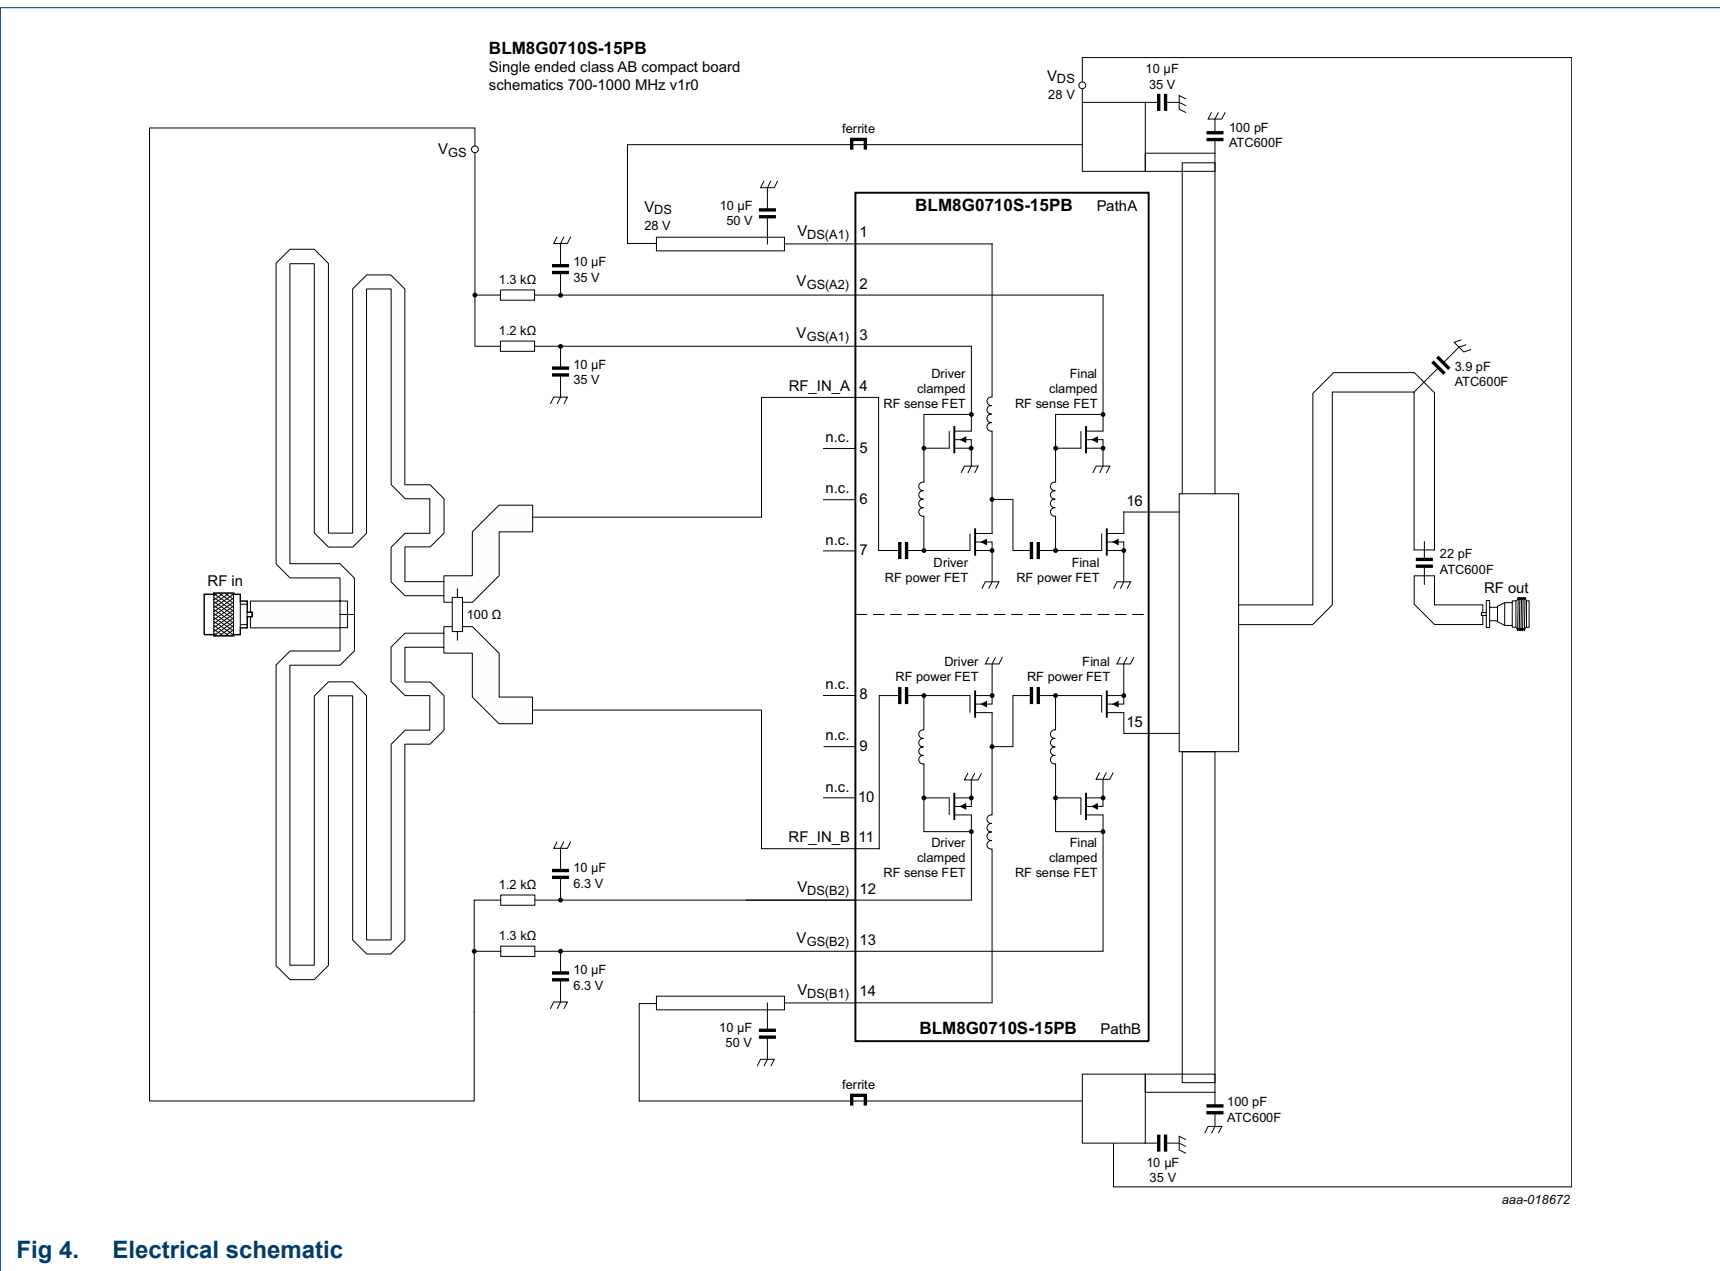 BLM8G0710S-15PB
Single ended class AB compact board
schematics 700-1000 MHz v1r0
VDS
28 V
10 µF
35 V
100 pF
ATC600F
ferrite
VGS
VDS
28 V
10 µF
50 V
BLM8G0710S-15PB PathA
VDS(A1) 1
10 µF
35 V
1.3 kΩ
VGS(A2) 2
1.2 kΩ
VGS(A1) 3
10 µF
35 V
RF_IN_A 4
Driver
clamped
RF sense FET
Final
clamped
RF sense FET
3.9 pF
ATC600F
n.c. 5
n.c. 6
16
n.c. 7
Driver
RF power FET
Final
RF power FET
22 pF
ATC600F
RF in
RF out
100 Ω
Driver
RF power FET
Final
RF power FET
n.c. 8
15
n.c. 9
n.c. 10
RF_IN_B 11
Driver
clamped
RF sense FET
Final
clamped
RF sense FET
10 µF
6.3 V
1.2 kΩ
VDS(B2) 12
1.3 kΩ
VGS(B2) 13
10 µF
6.3 V
VDS(B1) 14
10 µF
50 V
BLM8G0710S-15PB PathB
ferrite
100 pF
ATC600F
10 µF
35 V
aaa-018672
Fig 4. Electrical schematic